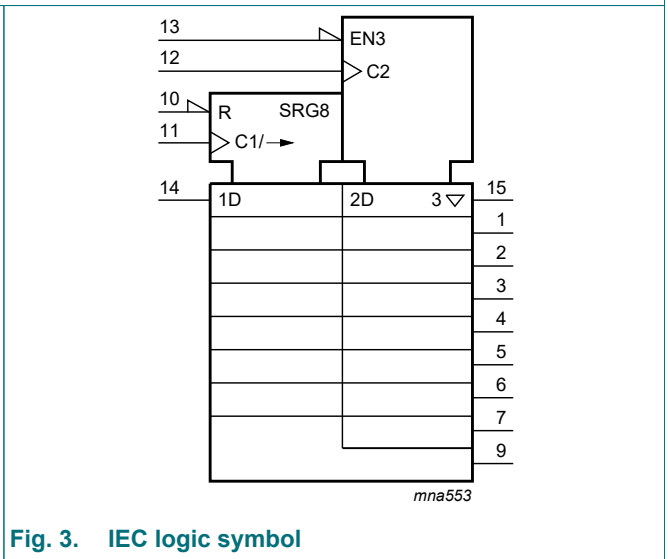 13 EN3
12 C2
10 R SRG8
11 C1/→
14 1D 2D 3▽ 15
1
2
3
4
5
6
7
9
mna553
Fig. 3. IEC logic symbol